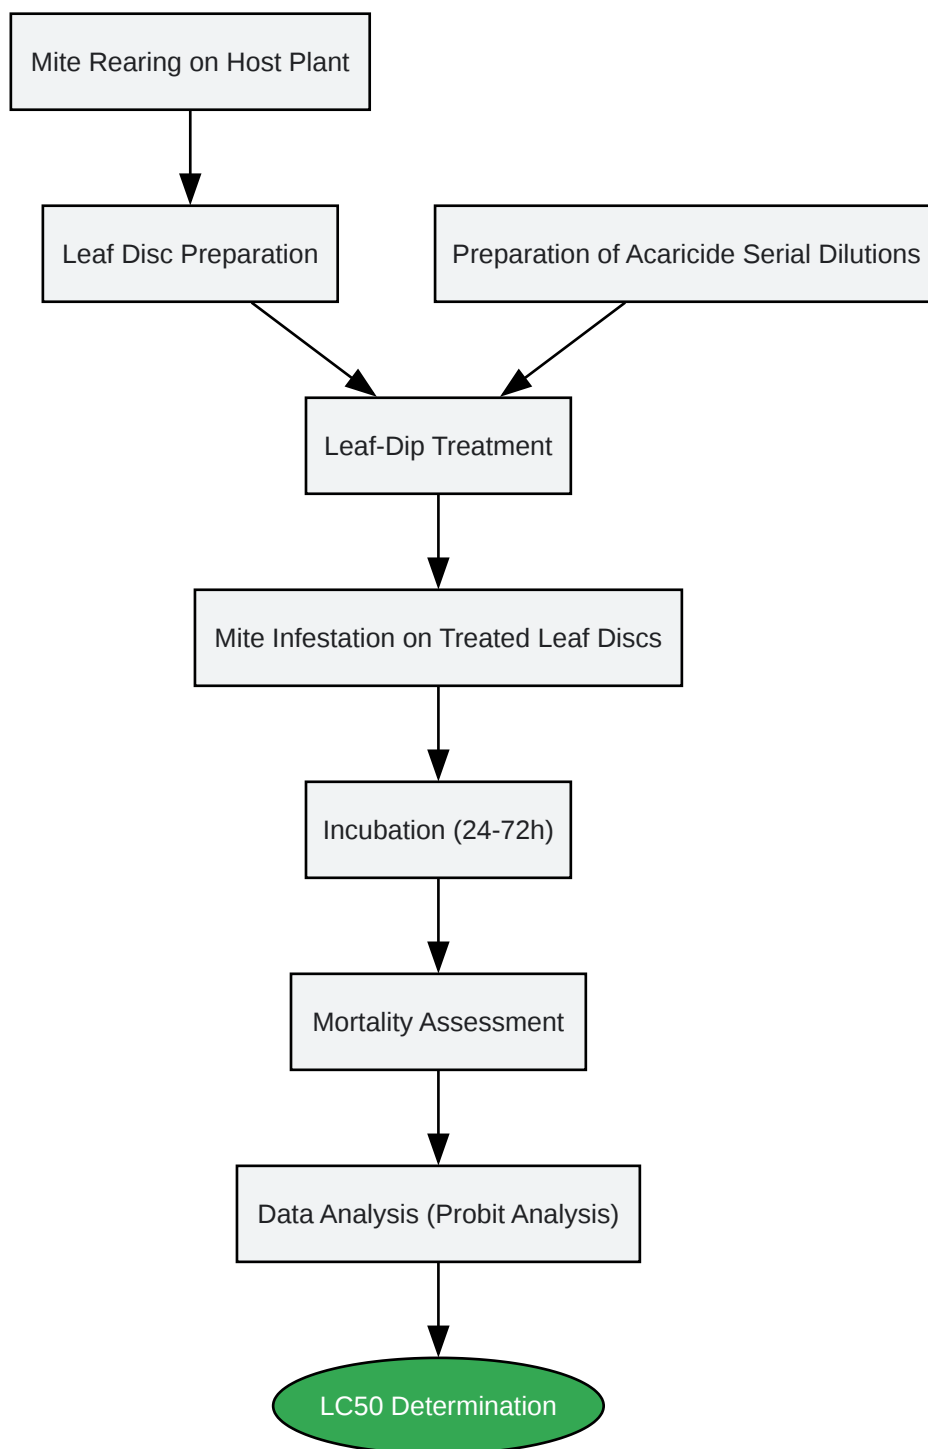 Mite Rearing on Host Plant
Leaf Disc Preparation
Preparation of Acaricide Serial Dilutions
Leaf-Dip Treatment
Mite Infestation on Treated Leaf Discs
Incubation (24-72h)
Mortality Assessment
Data Analysis (Probit Analysis)
LC50 Determination